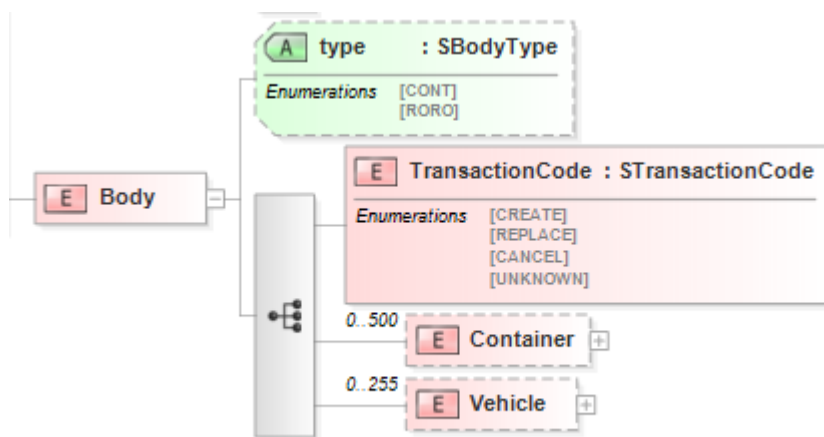 A type : SBodyType
Enumerations [CONT]
[RORO]
E TransactionCode : STransactionCode
E Body
Enumerations [CREATE]
[REPLACE]
[CANCEL]
[UNKNOWN]
0..500
E Container
0..255
E Vehicle